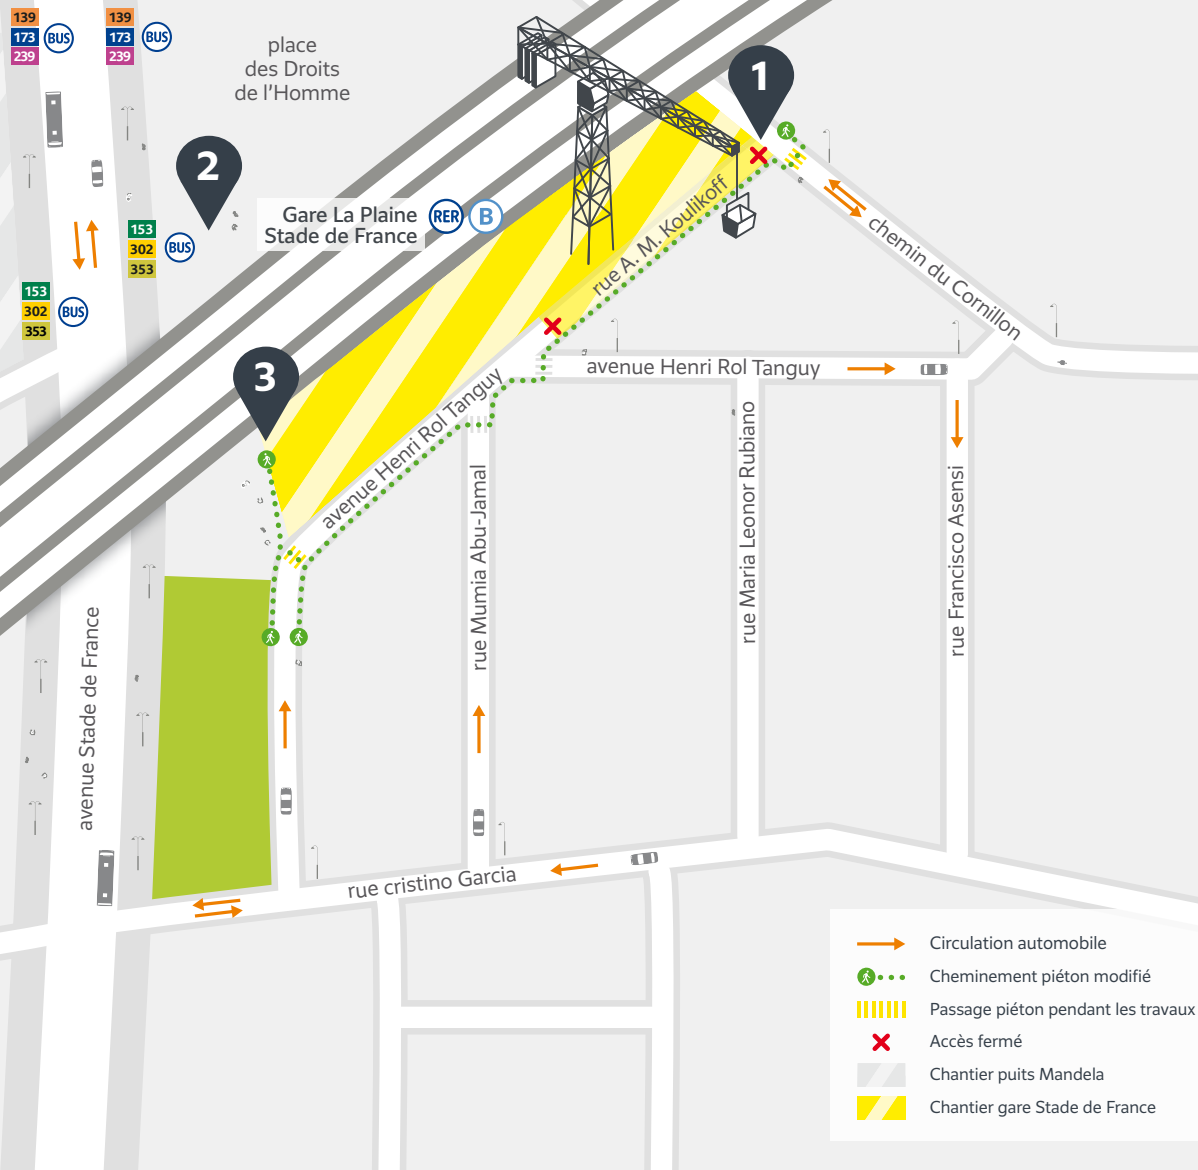 139
173
239
BUS
139
173
239
BUS
place
des Droits
de l'Homme
1
2
3
Gare La Plaine
Stade de France
RER
B
153
302
353
BUS
153
302
353
BUS
rue A. M. Koulikoff
chemin du Cornillon
avenue Henri Rol Tanguy
avenue Henri Rol Tanguy
rue Mumia Abu-Jamal
rue Maria Leonor Rubiano
rue Francisco Asensi
avenue Stade de France
rue cristino Garcia
Circulation automobile
Cheminement piéton modifié
Passage piéton pendant les travaux
Accès fermé
Chantier puits Mandela
Chantier gare Stade de France